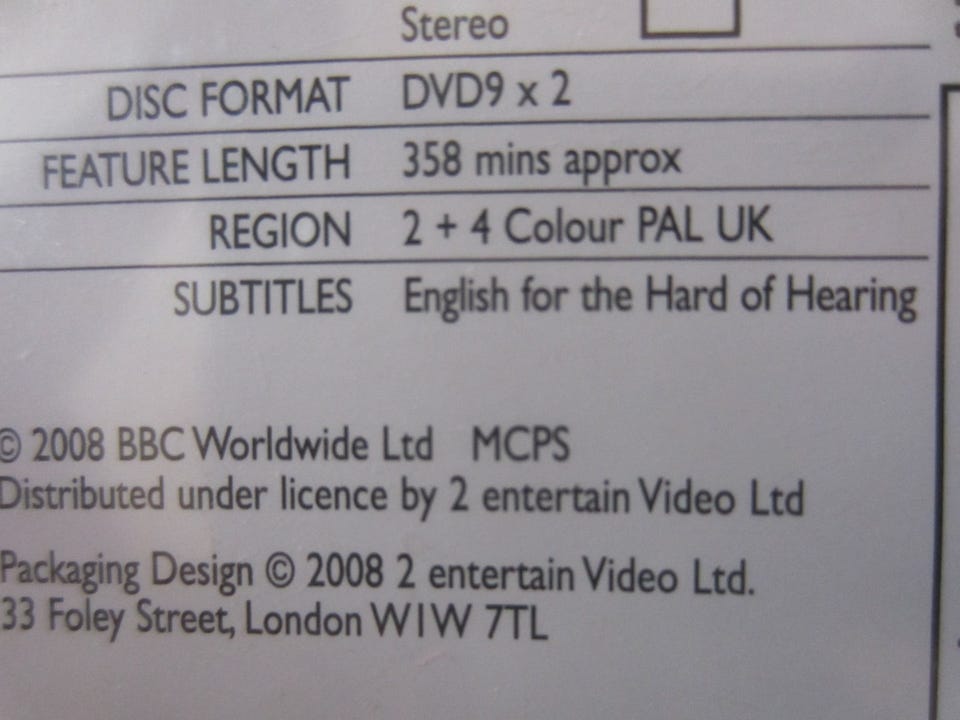 Stereo
DISC FORMAT DVD9 x 2
FEATURE LENGTH 358 mins approx
REGION 2 + 4 Colour PAL UK
SUBTITLES English for the Hard of Hearing
© 2008 BBC Worldwide Ltd MCPS
Distributed under licence by 2 entertain Video Ltd
Packaging Design © 2008 2 entertain Video Ltd.
33 Foley Street, London W1W 7TL